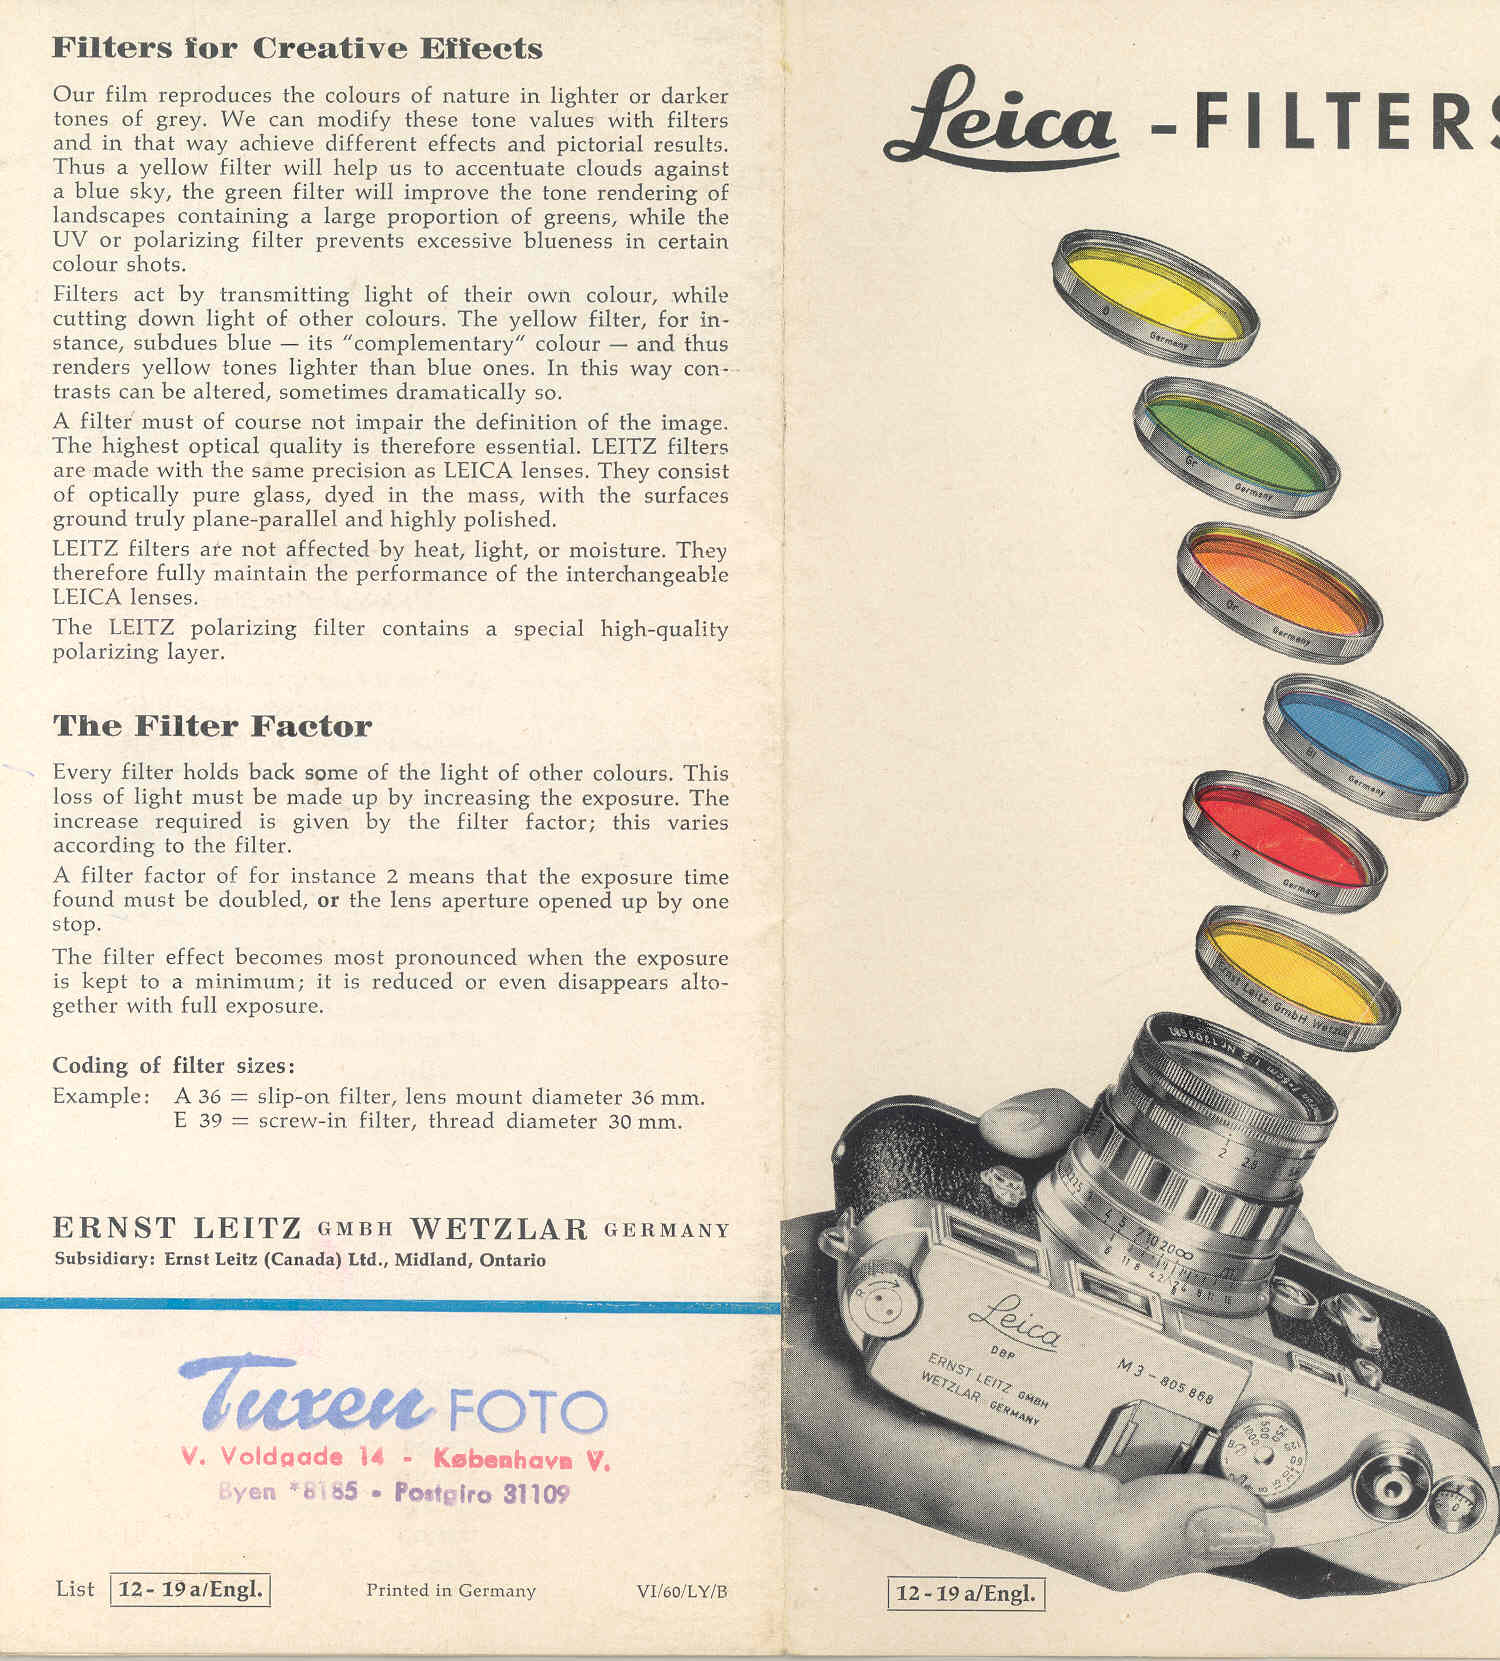 Filters for Creative Effects
Our film reproduces the colours of nature in lighter or darker
tones of grey. We can modify these tone values with filters
and in that way achieve different effects and pictorial results.
Thus a yellow filter will help us to accentuate clouds against
a blue sky, the green filter will improve the tone rendering of
landscapes containing a large proportion of greens, while the
UV or polarizing filter prevents excessive blueness in certain
colour shots.
Filters act by transmitting light of their own colour, while
cutting down light of other colours. The yellow filter, for in-
stance, subdues blue — its "complementary" colour — and thus
renders yellow tones lighter than blue ones. In this way con-
trasts can be altered, sometimes dramatically so.
A filter must of course not impair the definition of the image.
The highest optical quality is therefore essential. LEITZ filters
are made with the same precision as LEICA lenses. They consist
of optically pure glass, dyed in the mass, with the surfaces
ground truly plane-parallel and highly polished.
LEITZ filters are not affected by heat, light, or moisture. They
therefore fully maintain the performance of the interchangeable
LEICA lenses.
The LEITZ polarizing filter contains a special high-quality
polarizing layer.
The Filter Factor
Every filter holds back some of the light of other colours. This
loss of light must be made up by increasing the exposure. The
increase required is given by the filter factor; this varies
according to the filter.
A filter factor of for instance 2 means that the exposure time
found must be doubled, or the lens aperture opened up by one
stop.
The filter effect becomes most pronounced when the exposure
is kept to a minimum; it is reduced or even disappears alto-
gether with full exposure.
Coding of filter sizes:
Example: A 36 = slip-on filter, lens mount diameter 36 mm.
E 39 = screw-in filter, thread diameter 30 mm.
ERNST LEITZ GMBH WETZLAR GERMANY
Subsidiary: Ernst Leitz (Canada) Ltd., Midland, Ontario
Tuxen FOTO
V. Voldgade 14 - København V.
Byen *8185 • Postgiro 31109
List 12-19 a/Engl. Printed in Germany VI/60/LY/B
Leica -FILTERS
Germany
Gr Germany
Or Germany
Bl Germany
R Germany
Ernst Leitz GmbH Wetzlar
Leica
DBP
ERNST LEITZ GMBH
WETZLAR GERMANY
M3-805868
12-19 a/Engl.